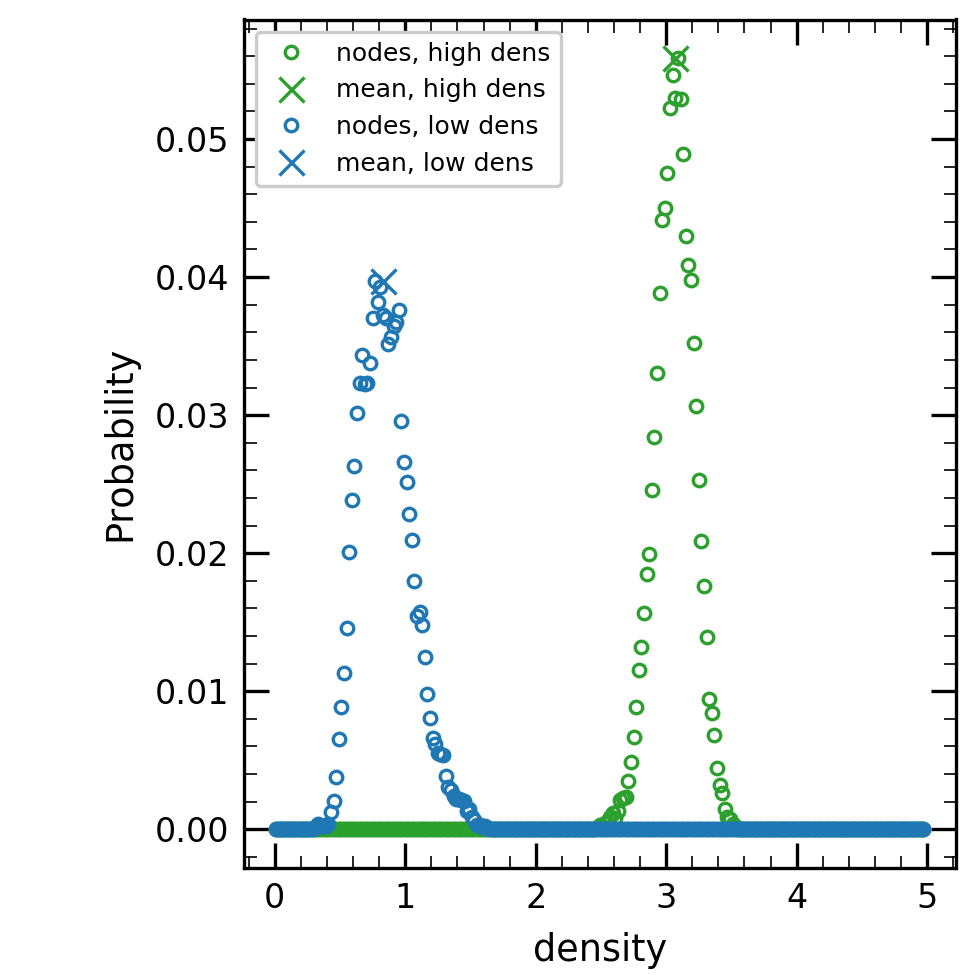 nodes, high dens
mean, high dens
nodes, low dens
mean, low dens
0.05
0.04
0.03
0.02
0.01
0.00
Probability
0 1 2 3 4 5
density